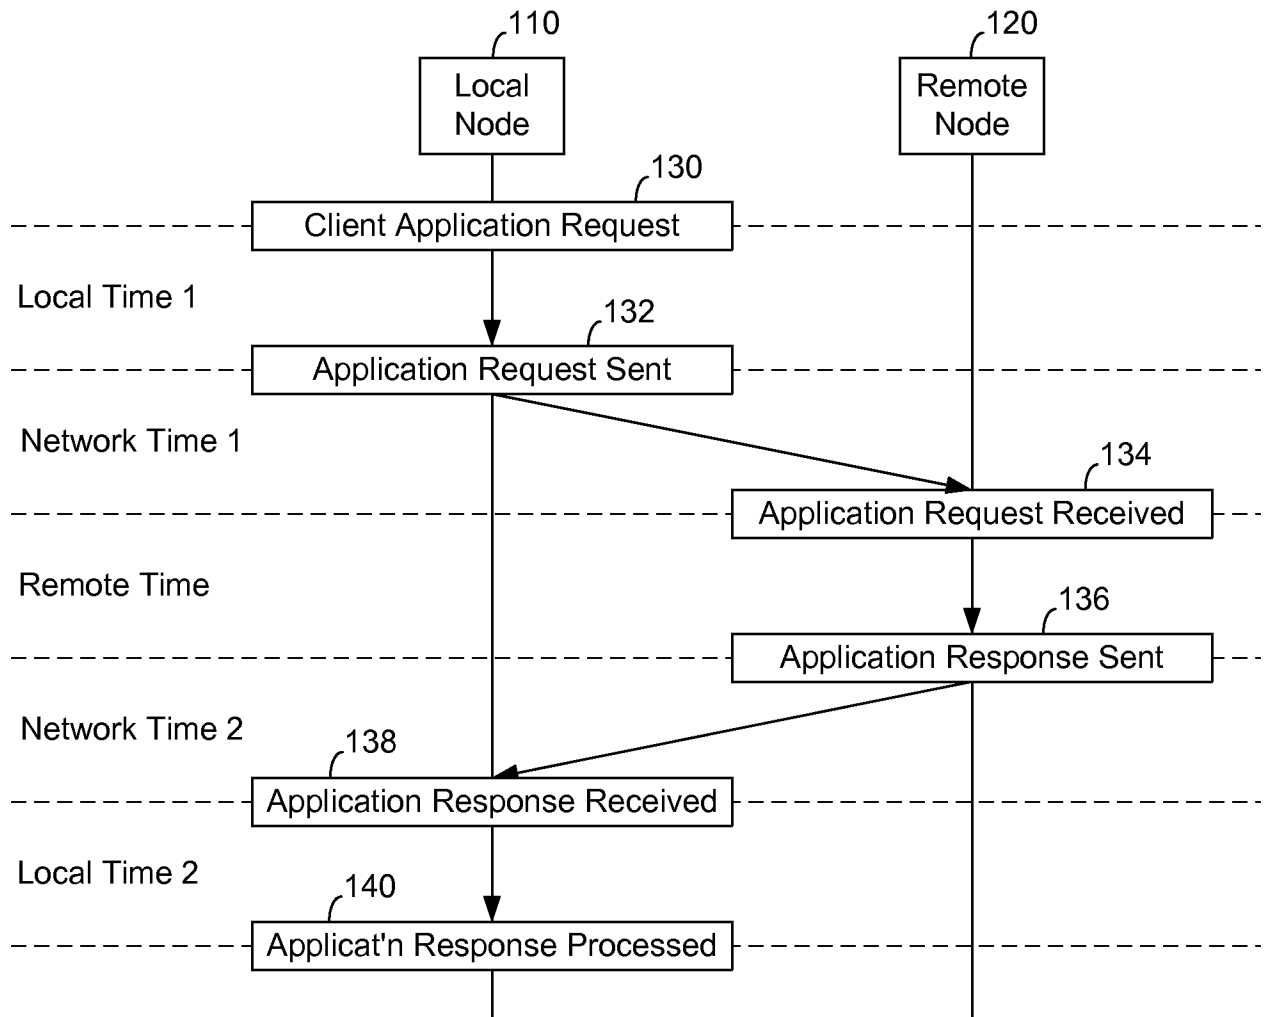 110
120
Local
Node
Remote
Node
130
Client Application Request
Local Time 1
132
Application Request Sent
Network Time 1
134
Application Request Received
Remote Time
136
Application Response Sent
Network Time 2
138
Application Response Received
Local Time 2
140
Applicat'n Response Processed